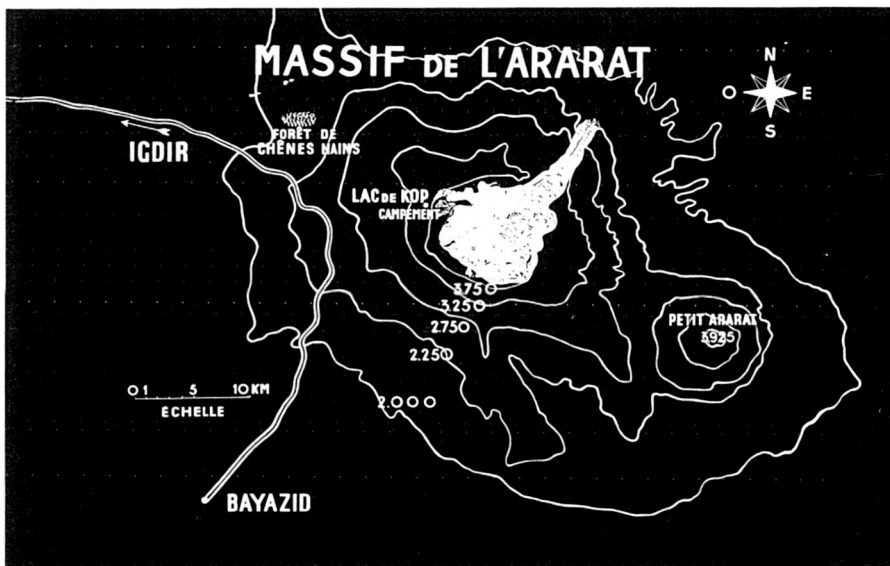 MASSIF DE L'ARARAT
N
O E
S
FORÊT DE
CHÊNES NAINS
IGDIR
LAC DE KOP
CAMPEMENT
3.750
3.250
2.750
2.250
2.000
PETIT ARARAT
3.925
0 1 5 10 KM
ÉCHELLE
BAYAZID